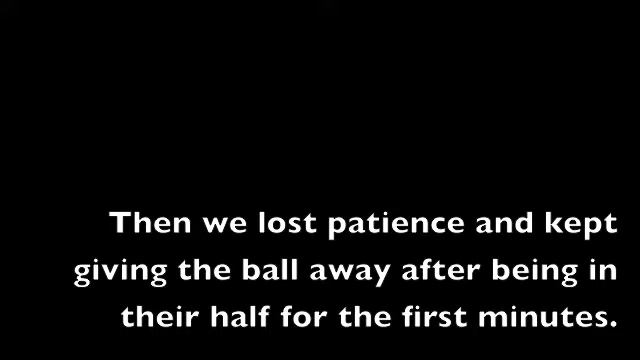 Then we lost patience and kept
giving the ball away after being in
their half for the first minutes.